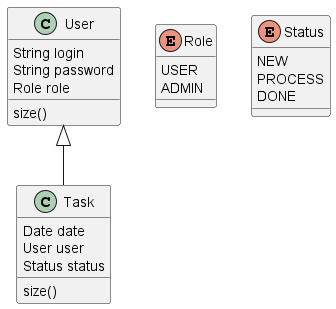 C User
String login
String password
Role role
size()
E Role
USER
ADMIN
E Status
NEW
PROCESS
DONE
C Task
Date date
User user
Status status
size()